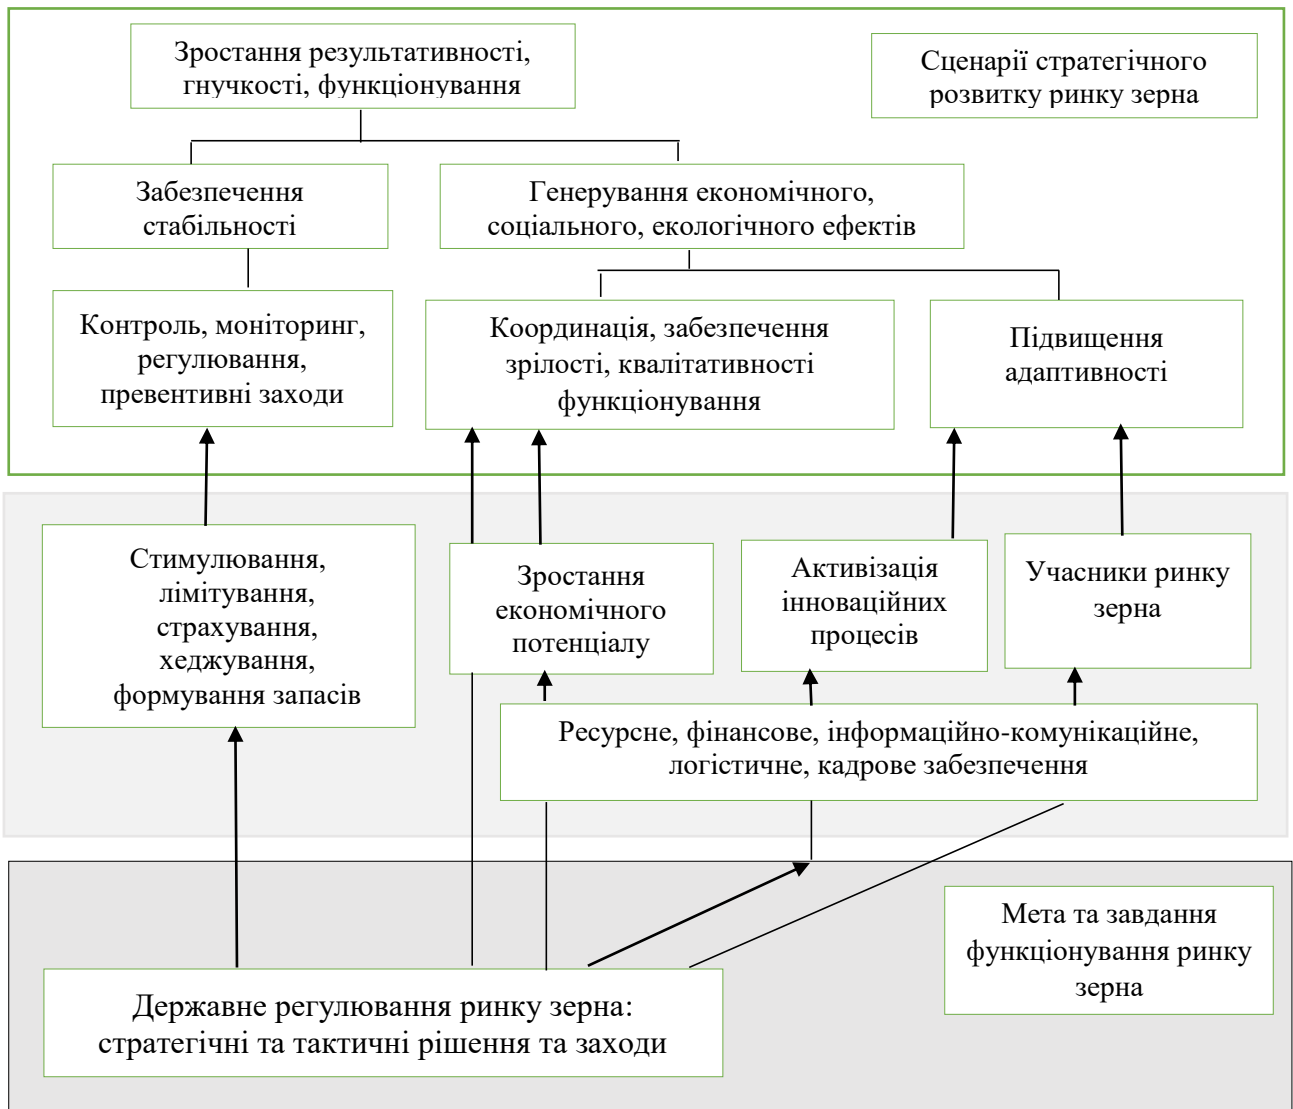 Зростання результативності,
гнучкості, функціонування
Сценарії стратегічного
розвитку ринку зерна
Забезпечення
стабільності
Генерування економічного,
соціального, екологічного ефектів
Контроль, моніторинг,
регулювання,
превентивні заходи
Координація, забезпечення
зрілості, квалітативності
функціонування
Підвищення
адаптивності
Стимулювання,
лімітування,
страхування,
хеджування,
формування запасів
Зростання
економічного
потенціалу
Активізація
інноваційних
процесів
Учасники ринку
зерна
Ресурсне, фінансове, інформаційно-комунікаційне,
логістичне, кадрове забезпечення
Мета та завдання
функціонування ринку
зерна
Державне регулювання ринку зерна:
стратегічні та тактичні рішення та заходи